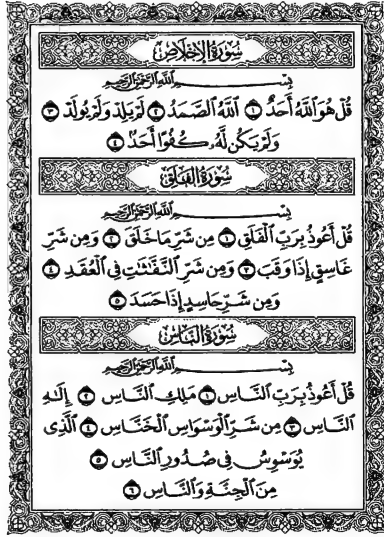 سُورَةُ الإِخْلَاصِ
بِسْمِ اللَّهِ الرَّحْمَٰنِ الرَّحِيمِ
قُلْ هُوَ اللَّهُ أَحَدٌ ١ اللَّهُ الصَّمَدُ ٢ لَمْ يَلِدْ وَلَمْ يُولَدْ ٣
وَلَمْ يَكُن لَّهُ كُفُوًا أَحَدٌ ٤
سُورَةُ الْفَلَقِ
بِسْمِ اللَّهِ الرَّحْمَٰنِ الرَّحِيمِ
قُلْ أَعُوذُ بِرَبِّ الْفَلَقِ ١ مِن شَرِّ مَا خَلَقَ ٢ وَمِن شَرِّ
غَاسِقٍ إِذَا وَقَبَ ٣ وَمِن شَرِّ النَّفَّٰثَٰتِ فِي الْعُقَدِ ٤
وَمِن شَرِّ حَاسِدٍ إِذَا حَسَدَ ٥
سُورَةُ النَّاسِ
بِسْمِ اللَّهِ الرَّحْمَٰنِ الرَّحِيمِ
قُلْ أَعُوذُ بِرَبِّ النَّاسِ ١ مَلِكِ النَّاسِ ٢ إِلَٰهِ
النَّاسِ ٣ مِن شَرِّ الْوَسْوَاسِ الْخَنَّاسِ ٤ الَّذِي
يُوَسْوِسُ فِي صُدُورِ النَّاسِ ٥
مِنَ الْجِنَّةِ وَالنَّاسِ ٦